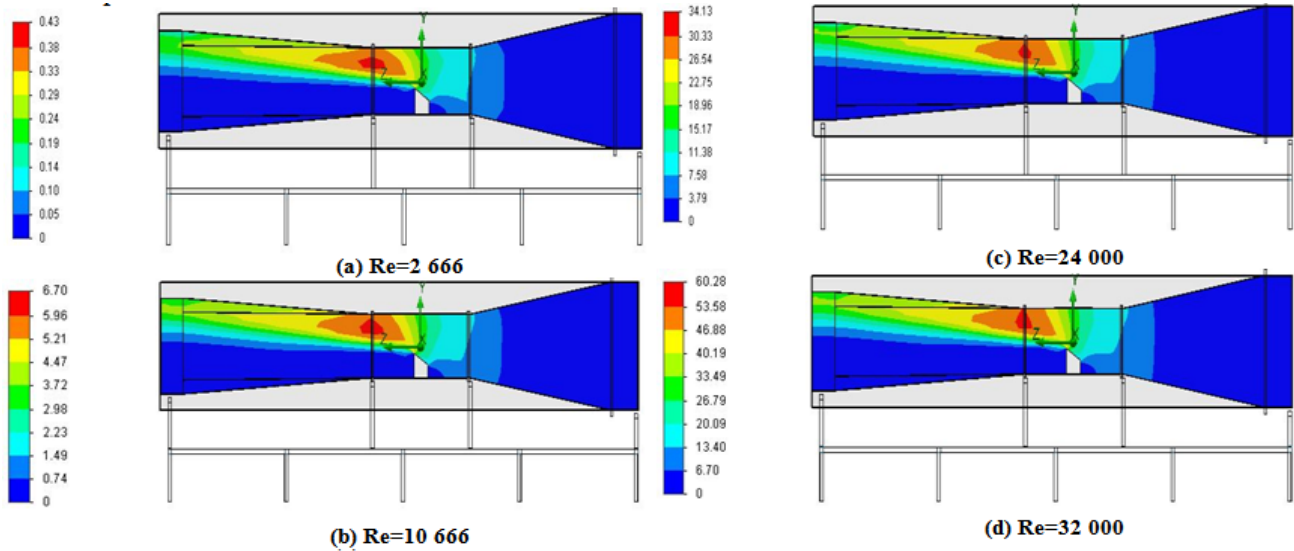 0.43
0.38
0.33
0.29
0.24
0.19
0.14
0.10
0.05
0
Y
Z
X
(a) Re=2 666
34.13
30.33
26.54
22.75
18.96
15.17
11.38
7.58
3.79
0
Y
Z
X
(c) Re=24 000
6.70
5.96
5.21
4.47
3.72
2.98
2.23
1.49
0.74
0
Y
Z
X
(b) Re=10 666
60.28
53.58
46.88
40.19
33.49
26.79
20.09
13.40
6.70
0
Y
Z
X
(d) Re=32 000